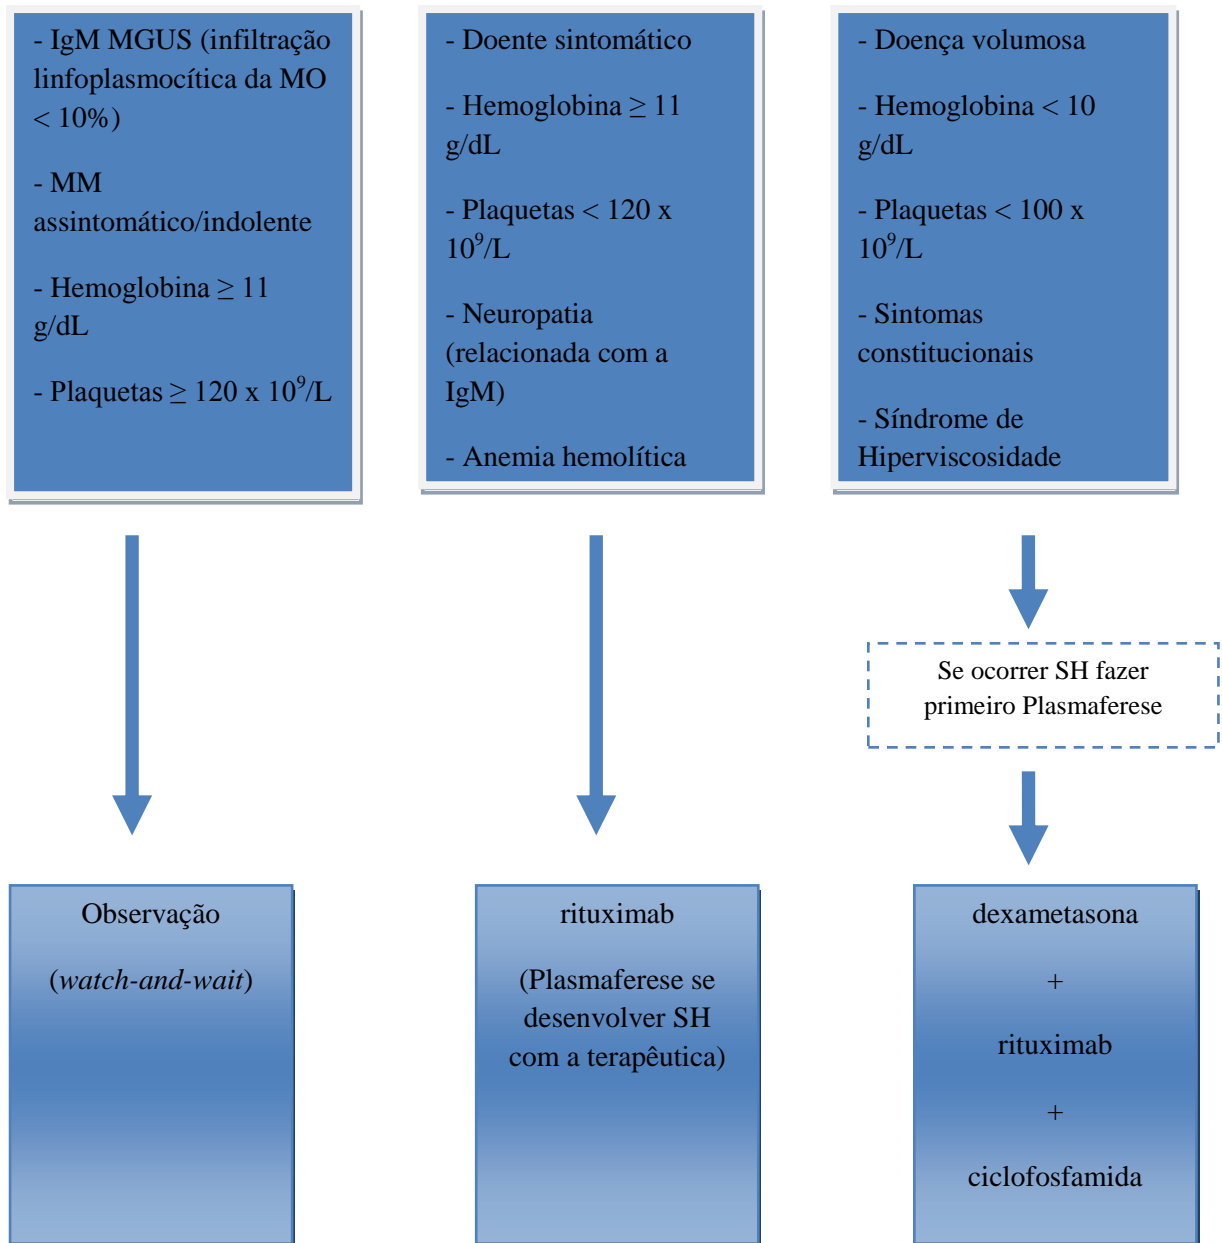 - IgM MGUS (infiltração
linfoplasmocítica da MO
< 10%)
- MM
assintomático/indolente
- Hemoglobina ≥ 11
g/dL
- Plaquetas ≥ 120 x 10⁹/L
- Doente sintomático
- Hemoglobina ≥ 11
g/dL
- Plaquetas < 120 x
10⁹/L
- Neuropatia
(relacionada com a
IgM)
- Anemia hemolítica
- Doença volumosa
- Hemoglobina < 10
g/dL
- Plaquetas < 100 x
10⁹/L
- Sintomas
constitucionais
- Síndrome de
Hiperviscosidade
Se ocorrer SH fazer
primeiro Plasmaferese
Observação
(watch-and-wait)
rituximab
(Plasmaferese se
desenvolver SH
com a terapêutica)
dexametasona
+
rituximab
+
ciclofosfamida